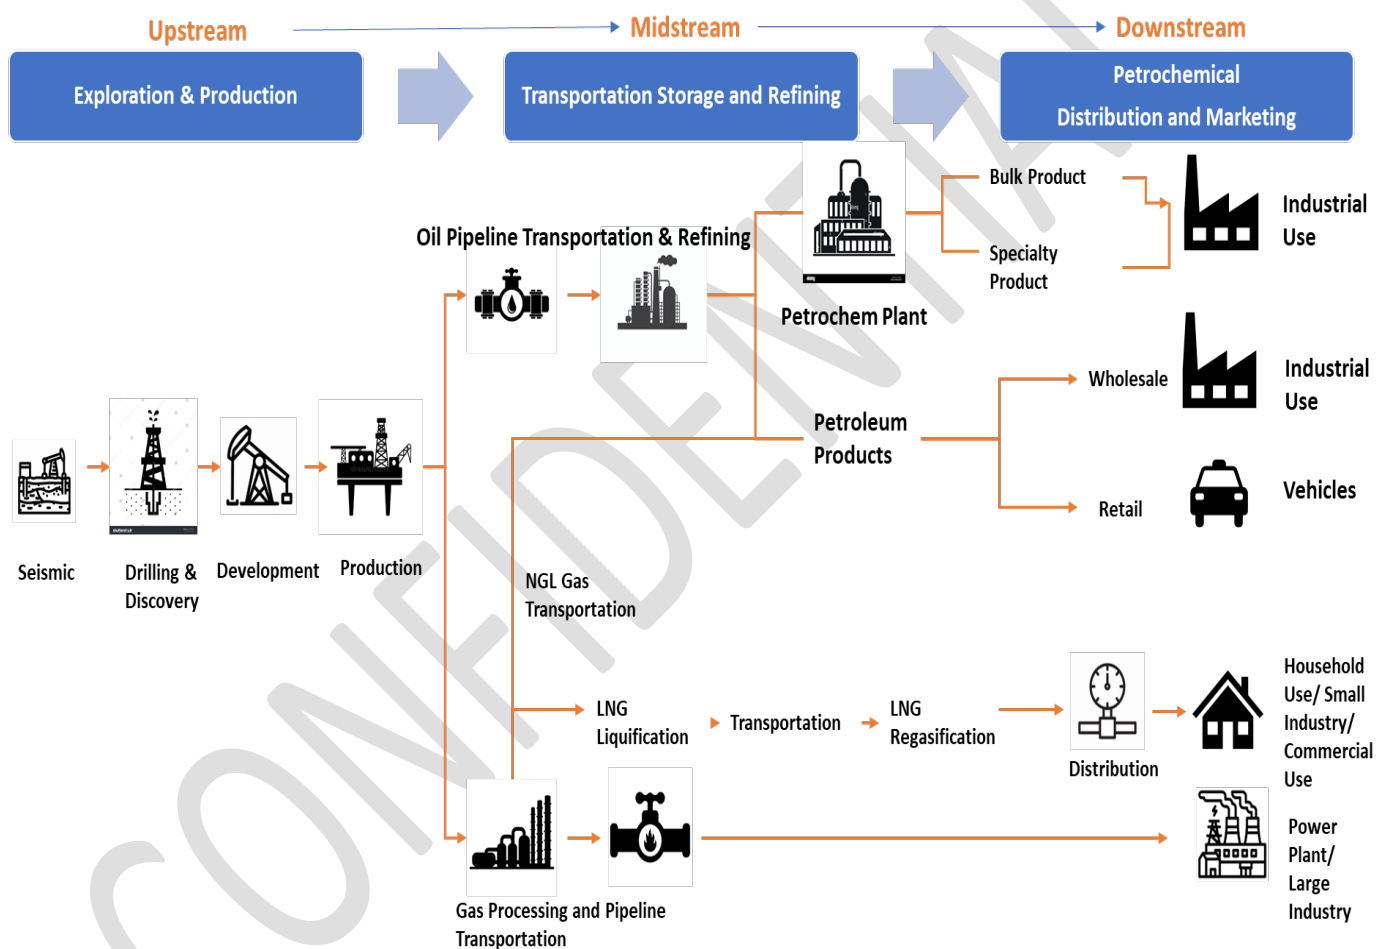 Upstream
Midstream
Downstream
Exploration & Production
Transportation Storage and Refining
Petrochemical
Distribution and Marketing
CONFIDENTIAL
Bulk Product
Specialty
Product
Industrial
Use
Oil Pipeline Transportation & Refining
Petrochem Plant
Wholesale
Industrial
Use
Petroleum
Products
Retail
Vehicles
Seismic
Drilling &
Discovery
Development
Production
NGL Gas
Transportation
LNG
Liquification
Transportation
LNG
Regasification
Distribution
Household
Use/ Small
Industry/
Commercial
Use
Gas Processing and Pipeline
Transportation
Power
Plant/
Large
Industry